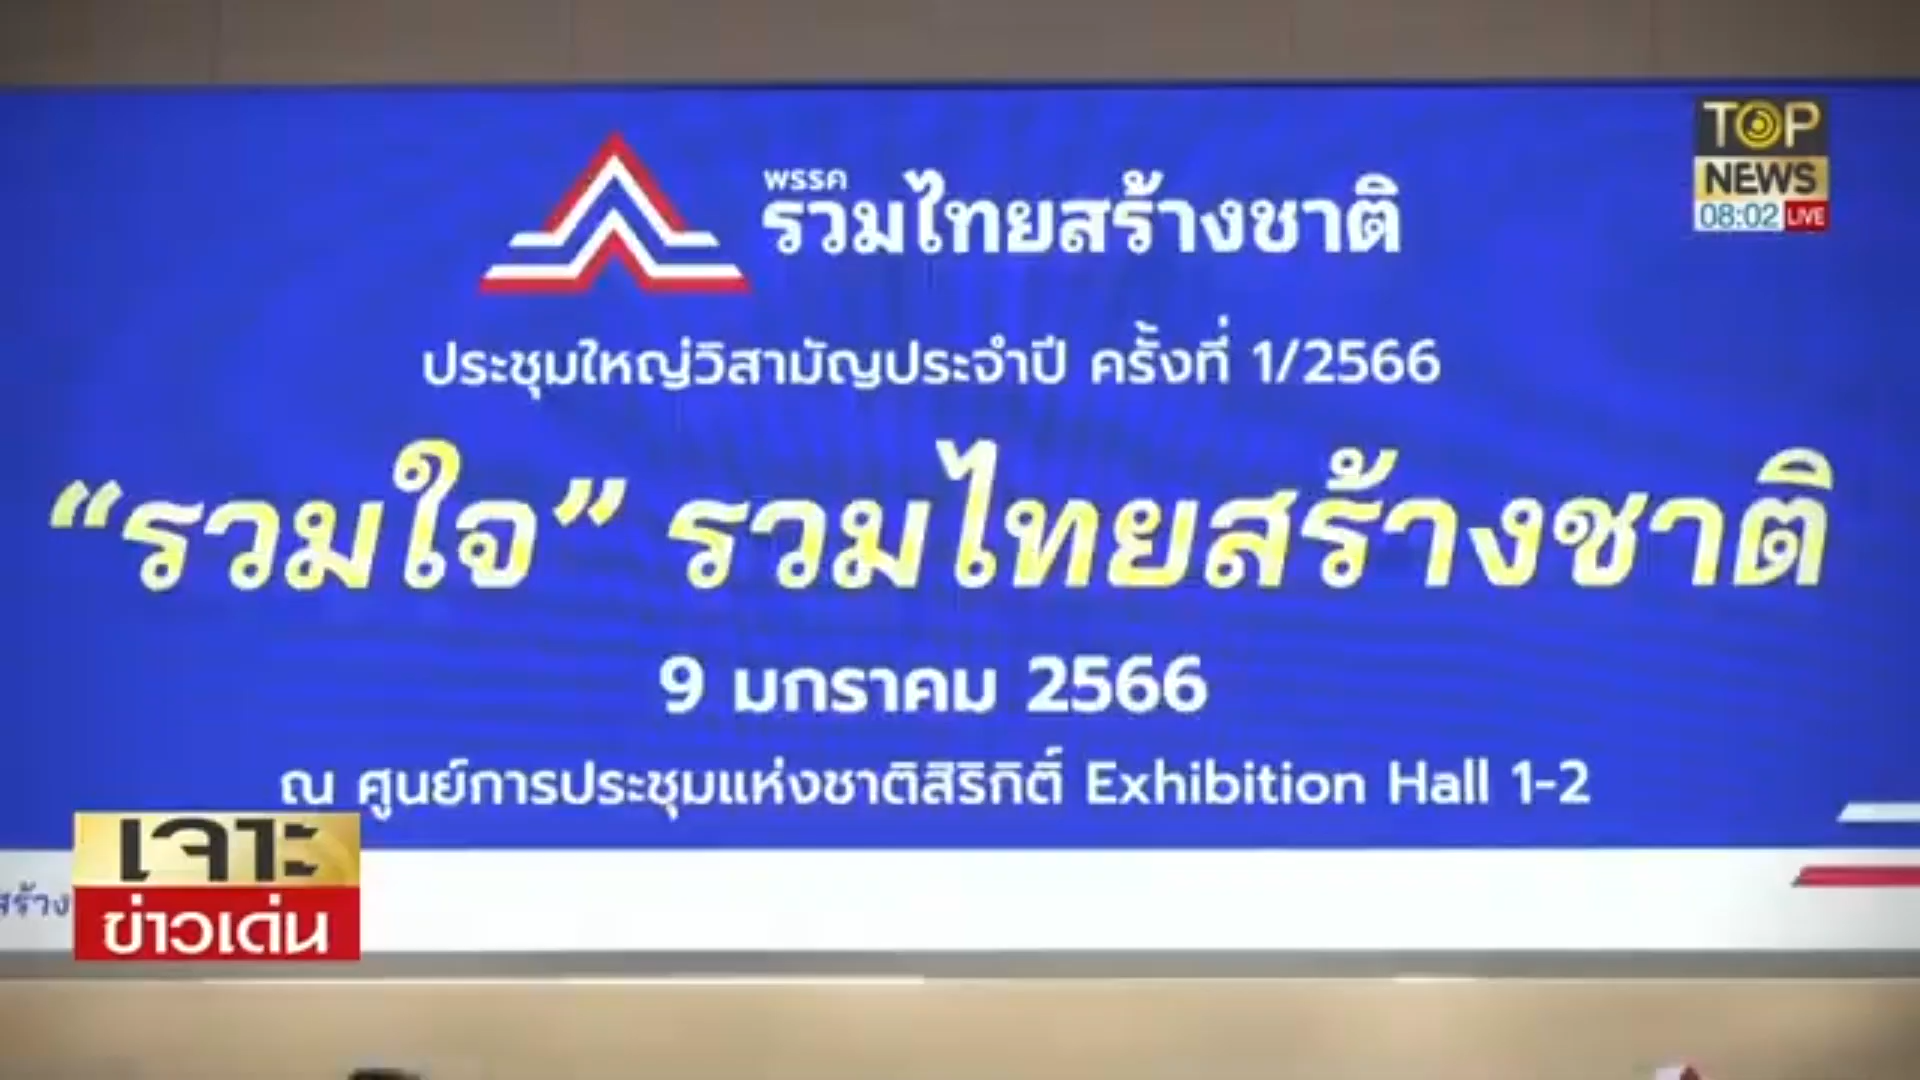 TOP
NEWS
08:02 LIVE
พรรค
รวมไทยสร้างชาติ
ประชุมใหญ่วิสามัญประจำปี ครั้งที่ 1/2566
“รวมใจ” รวมไทยสร้างชาติ
9 มกราคม 2566
ณ ศูนย์การประชุมแห่งชาติสิริกิติ์ Exhibition Hall 1-2
สร้าง
เจาะ
ข่าวเด่น